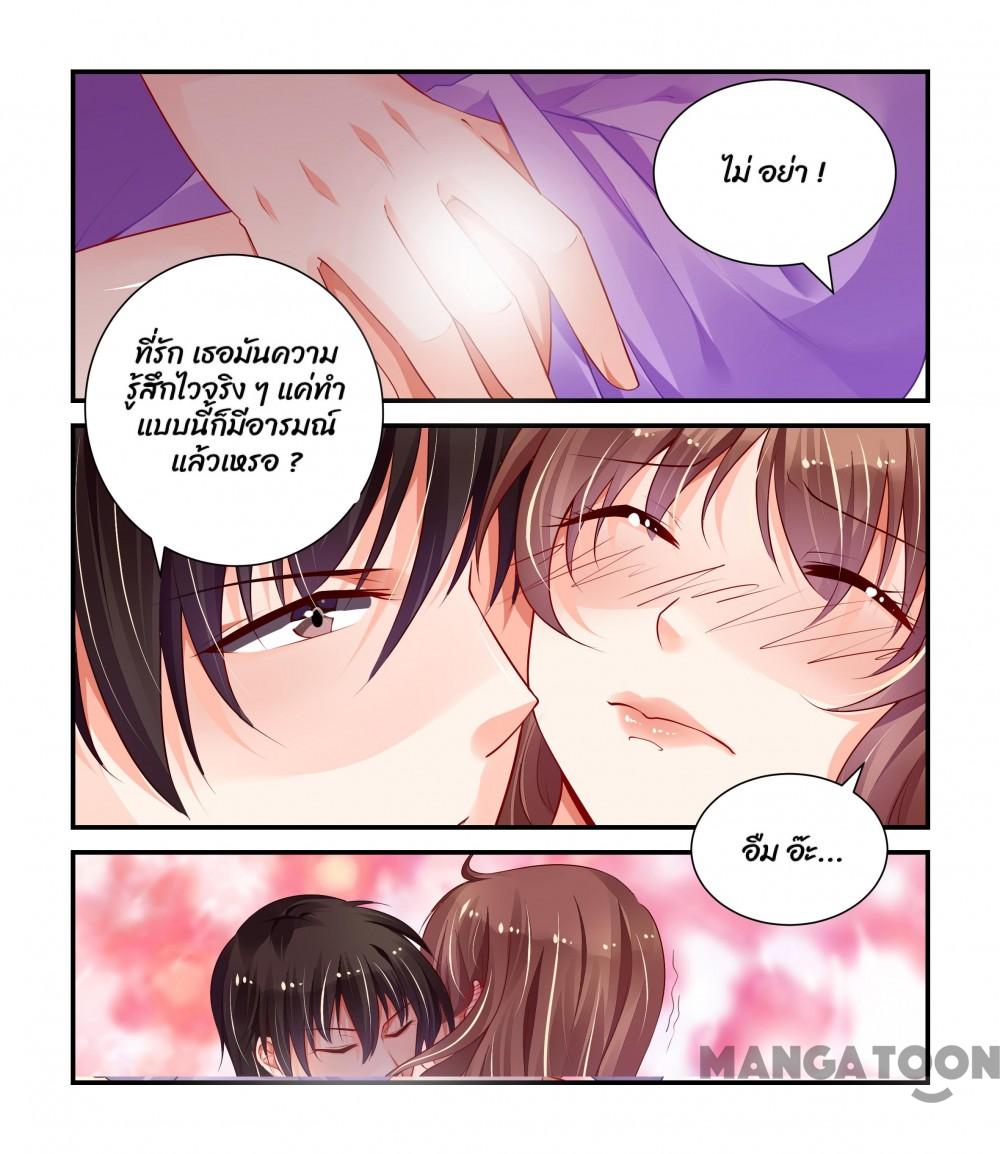 ไม่ อย่า !
ที่รัก เธอมันความ
รู้สึกไวจริง ๆ แค่ทำ
แบบนี้ก็มีอารมณ์
แล้วเหรอ ?
อืม อ๊ะ...
MANGATOON